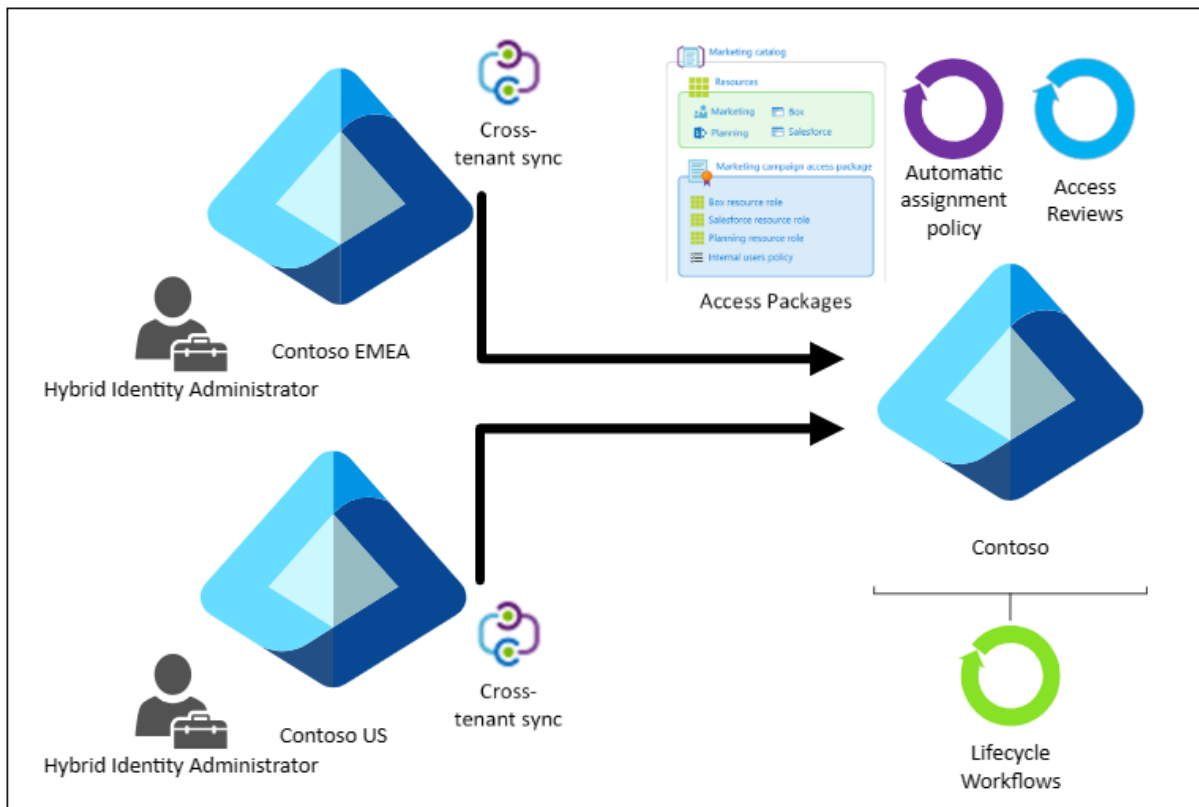 Cross-
tenant sync
Contoso EMEA
Hybrid Identity Administrator
Marketing catalog
Resources
Marketing
Box
Planning
Salesforce
Marketing campaign access package
Box resource role
Salesforce resource role
Planning resource role
Internal users policy
Access Packages
Automatic
assignment
policy
Access
Reviews
Contoso
Cross-
tenant sync
Contoso US
Hybrid Identity Administrator
Lifecycle
Workflows